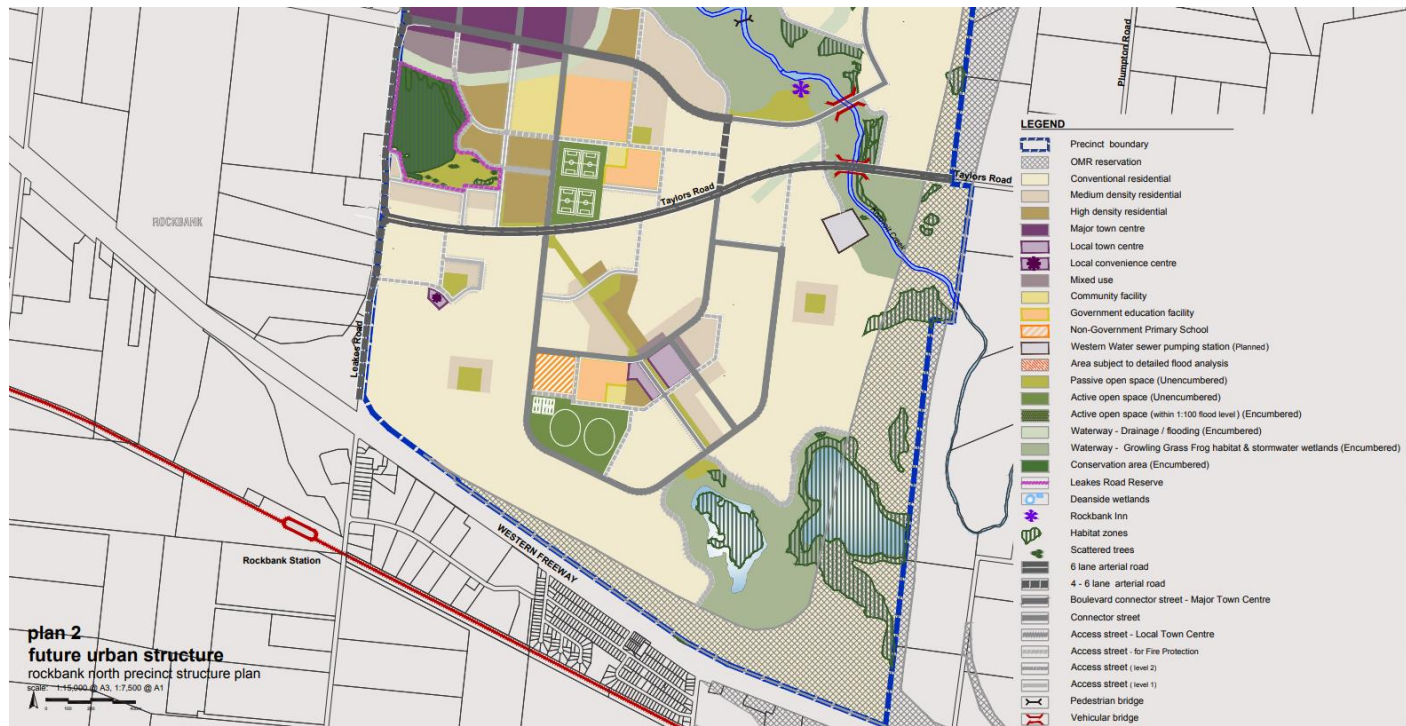 Plumpton Road
ROCKBANK
Taylors Road
Taylors Road
Kororoit Creek
Leakes Road
WESTERN FREEWAY
Rockbank Station
plan 2
future urban structure
rockbank north precinct structure plan
scale: 1:15,000 @ A3, 1:7,500 @ A1
LEGEND
Precinct boundary
OMR reservation
Conventional residential
Medium density residential
High density residential
Major town centre
Local town centre
Local convenience centre
Mixed use
Community facility
Government education facility
Non-Government Primary School
Western Water sewer pumping station (Planned)
Area subject to detailed flood analysis
Passive open space (Unencumbered)
Active open space (Unencumbered)
Active open space (within 1:100 flood level) (Encumbered)
Waterway - Drainage / flooding (Encumbered)
Waterway - Growling Grass Frog habitat & stormwater wetlands (Encumbered)
Conservation area (Encumbered)
Leakes Road Reserve
Deanside wetlands
Rockbank Inn
Habitat zones
Scattered trees
6 lane arterial road
4 - 6 lane arterial road
Boulevard connector street - Major Town Centre
Connector street
Access street - Local Town Centre
Access street - for Fire Protection
Access street ( level 2)
Access street ( level 1)
Pedestrian bridge
Vehicular bridge